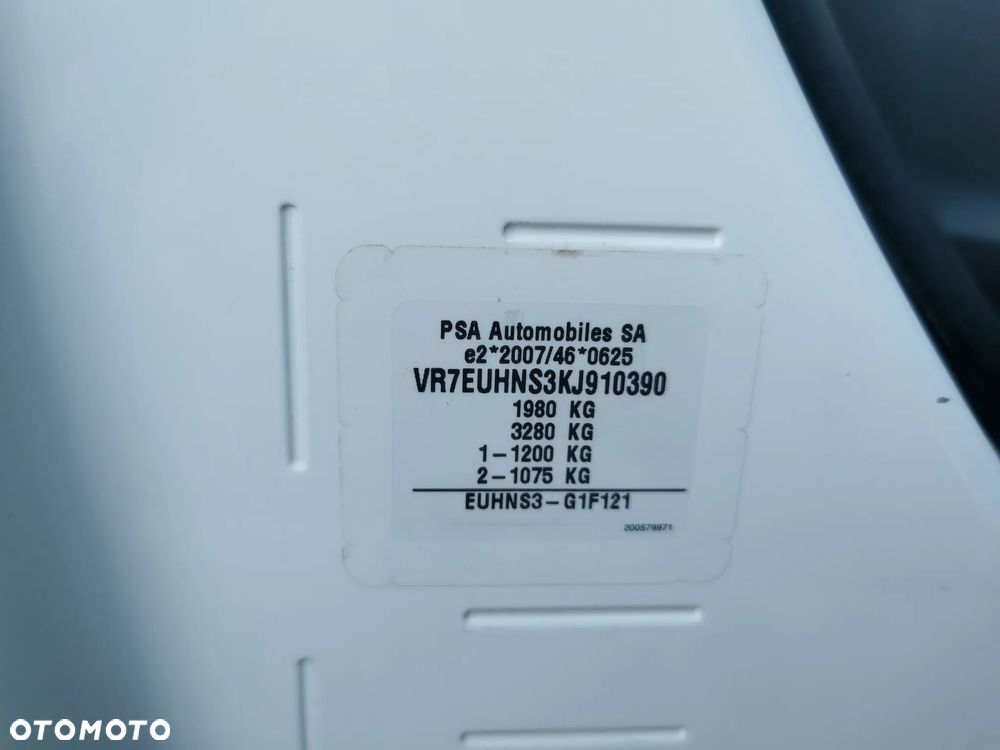 PSA Automobiles SA
e2*2007/46*0625
VR7EUHNS3KJ910390
1980 KG
3280 KG
1-1200 KG
2-1075 KG
EUHNS3-G1F121
200579971
OTOMOTO